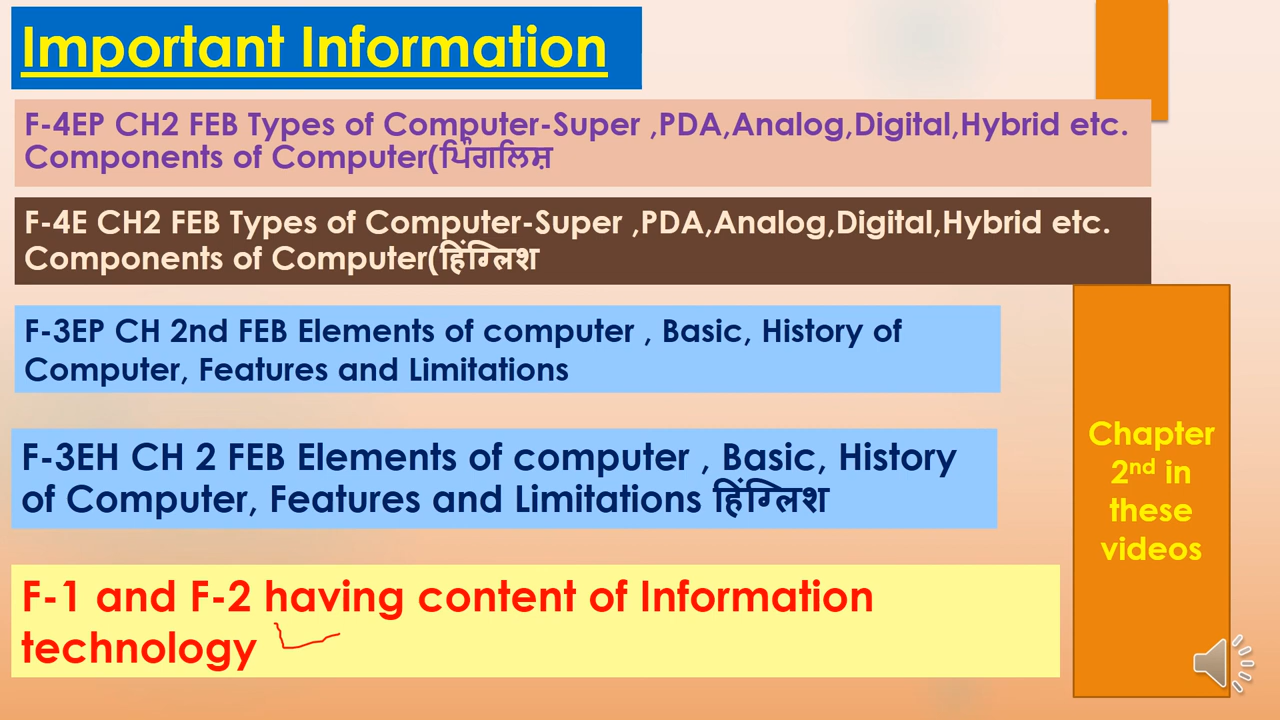 Important Information
F-4EP CH2 FEB Types of Computer-Super ,PDA,Analog,Digital,Hybrid etc.
Components of Computer(ਪਿੰਗਲਿਸ਼
F-4E CH2 FEB Types of Computer-Super ,PDA,Analog,Digital,Hybrid etc.
Components of Computer(हिंग्लिश
F-3EP CH 2nd FEB Elements of computer , Basic, History of
Computer, Features and Limitations
F-3EH CH 2 FEB Elements of computer , Basic, History
of Computer, Features and Limitations हिंग्लिश
F-1 and F-2 having content of Information
technology
Chapter
2nd in
these
videos